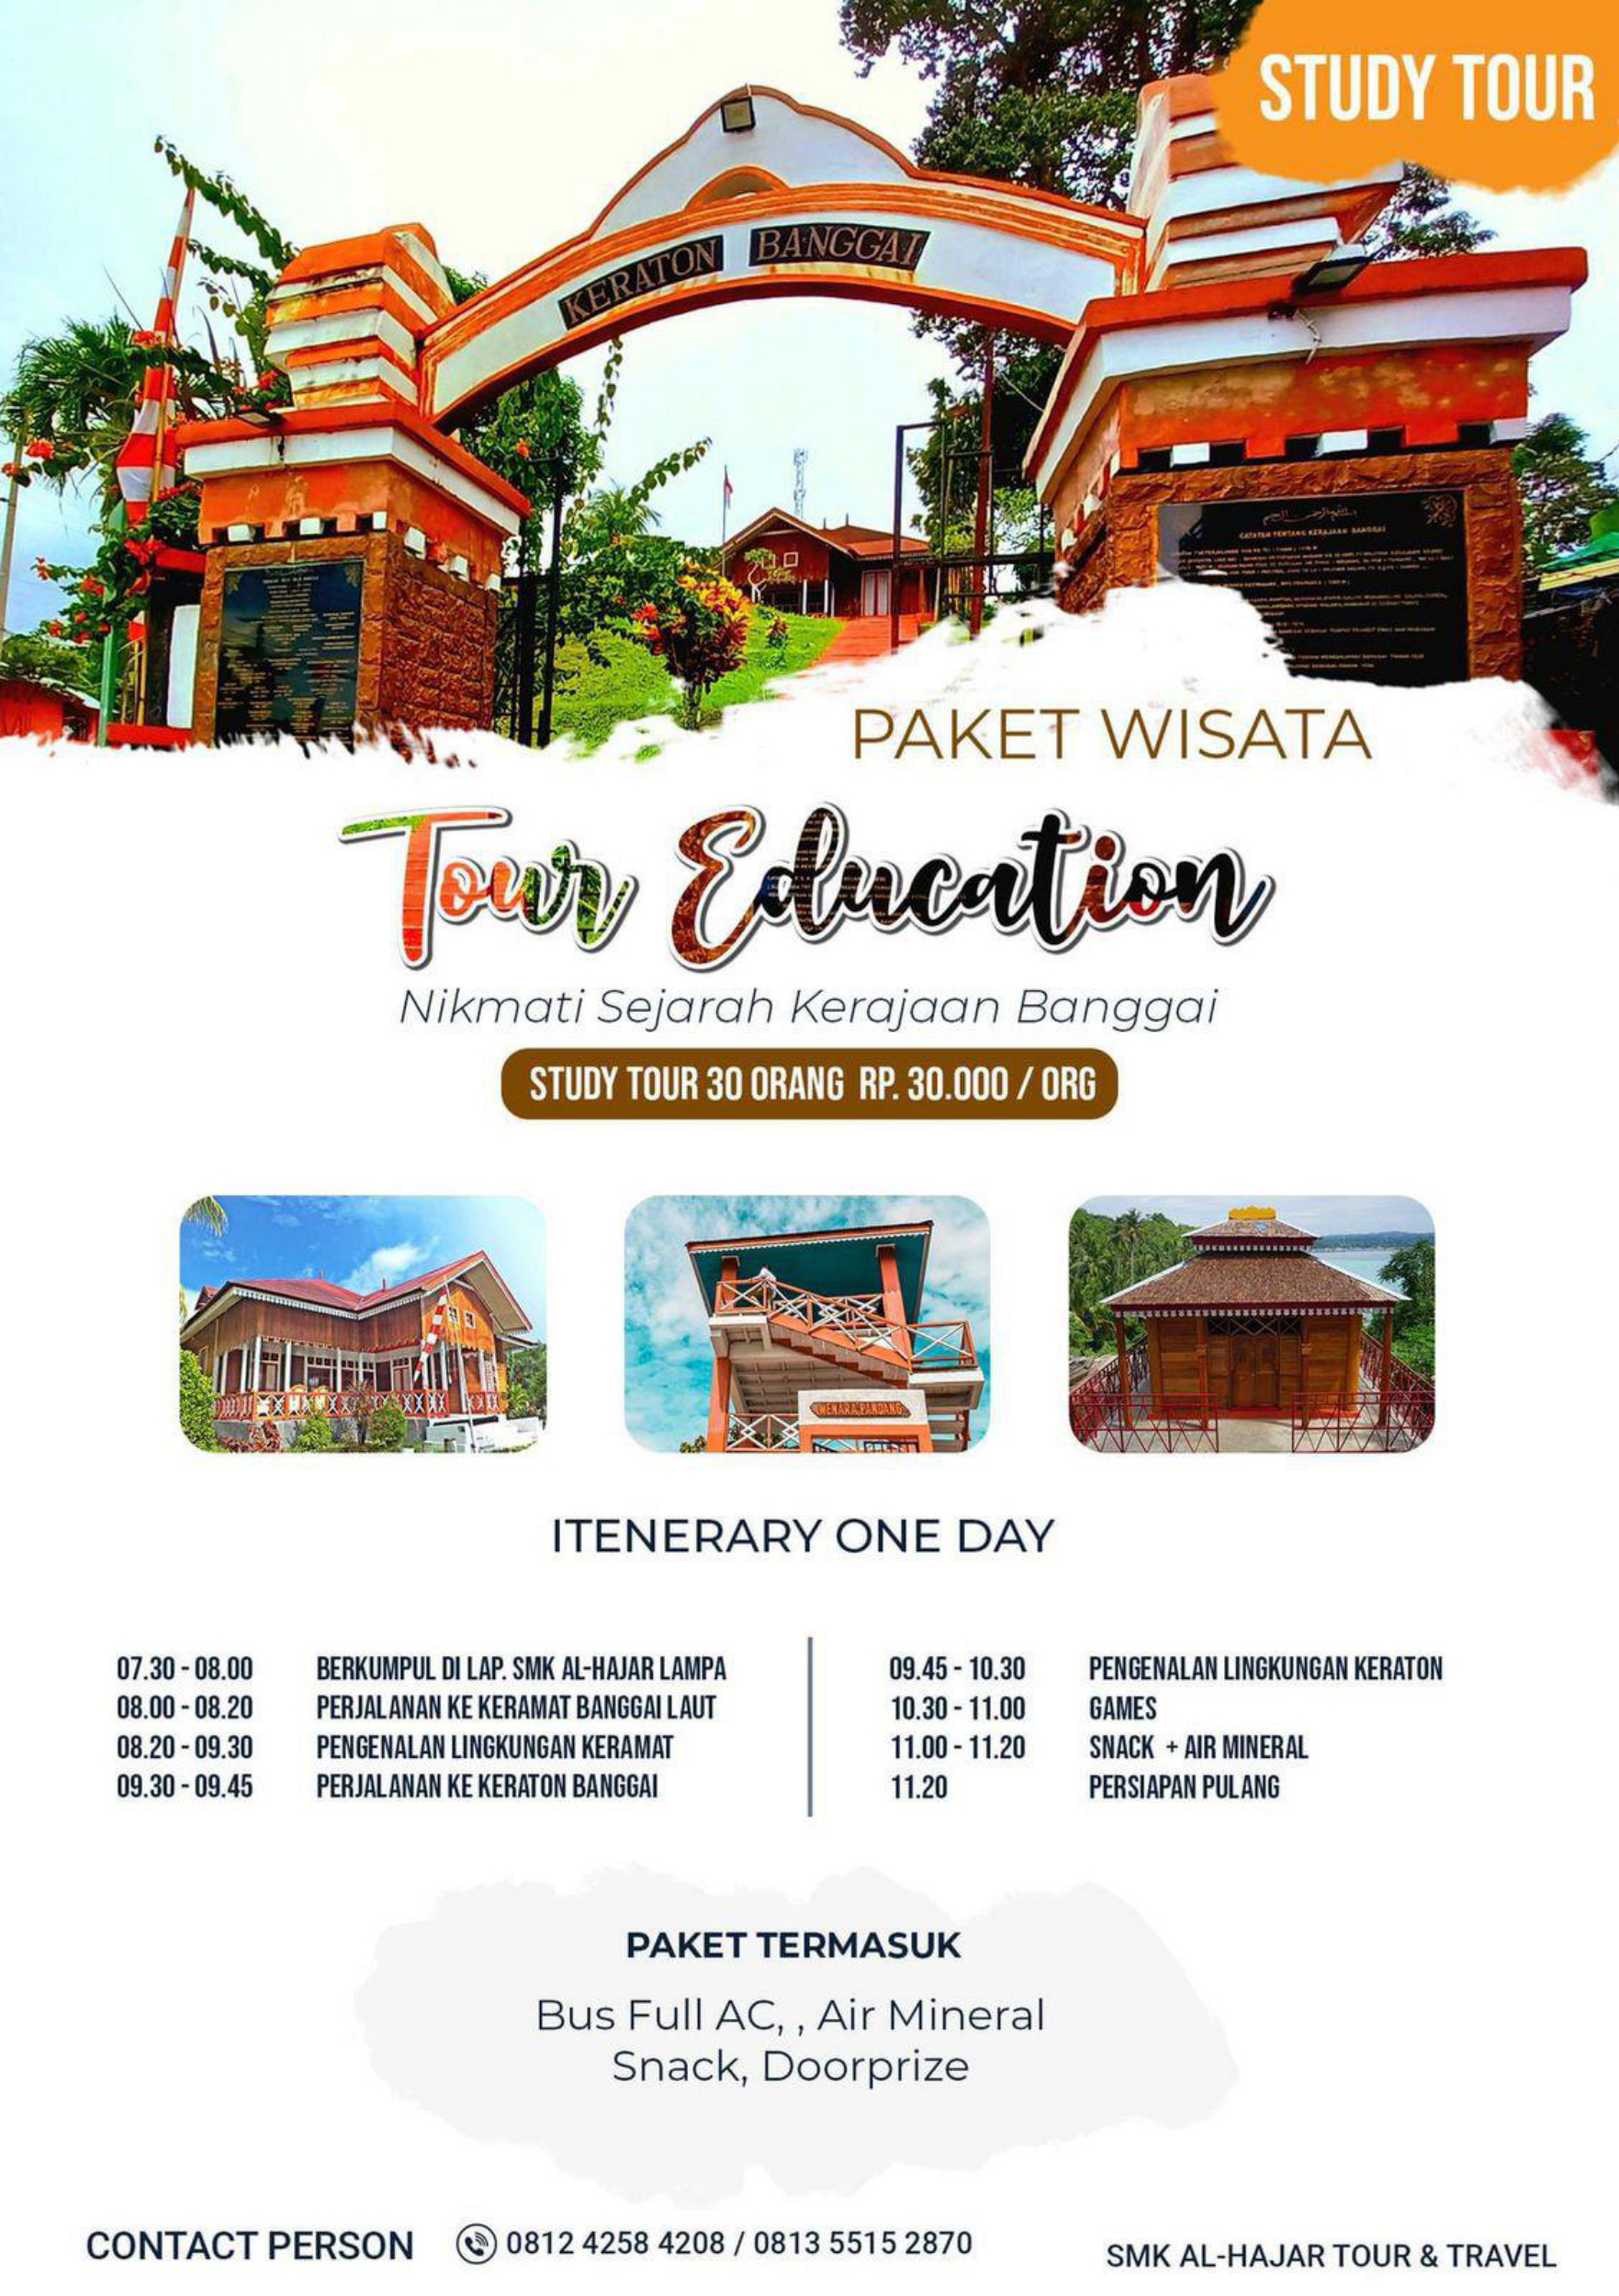 STUDY TOUR
KERATON BANGGAI
CATATAN TENTANG KERAJAAN BANGGAI
PAKET WISATA
Tour Education
Nikmati Sejarah Kerajaan Banggai
STUDY TOUR 30 ORANG RP. 30.000 / ORG
MENARA PANDANG
ITENERARY ONE DAY
07.30 - 08.00 BERKUMPUL DI LAP. SMK AL-HAJAR LAMPA
08.00 - 08.20 PERJALANAN KE KERAMAT BANGGAI LAUT
08.20 - 09.30 PENGENALAN LINGKUNGAN KERAMAT
09.30 - 09.45 PERJALANAN KE KERATON BANGGAI
09.45 - 10.30 PENGENALAN LINGKUNGAN KERATON
10.30 - 11.00 GAMES
11.00 - 11.20 SNACK + AIR MINERAL
11.20 PERSIAPAN PULANG
PAKET TERMASUK
Bus Full AC, , Air Mineral
Snack, Doorprize
CONTACT PERSON 0812 4258 4208 / 0813 5515 2870
SMK AL-HAJAR TOUR & TRAVEL